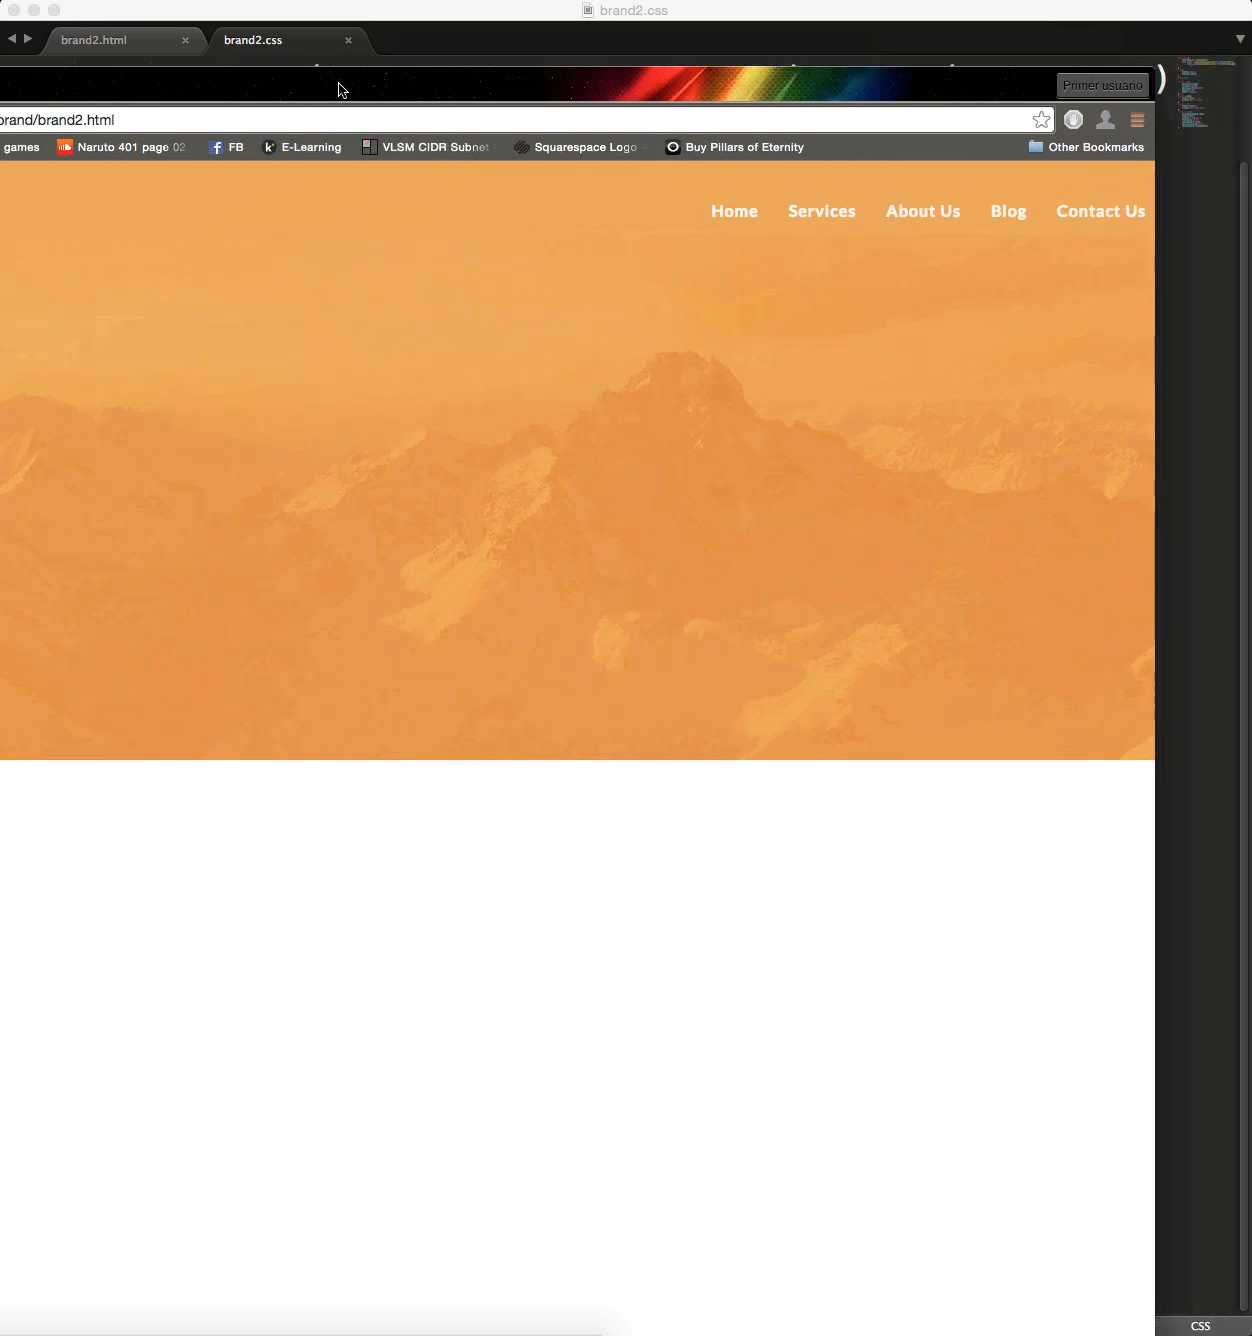 brand2.css
brand2.html
brand2.css
Primer usuario
brand/brand2.html
games
Naruto 401 page 02
FB
E-Learning
VLSM CIDR Subnet
Squarespace Logo
Buy Pillars of Eternity
Other Bookmarks
Home
Services
About Us
Blog
Contact Us
CSS